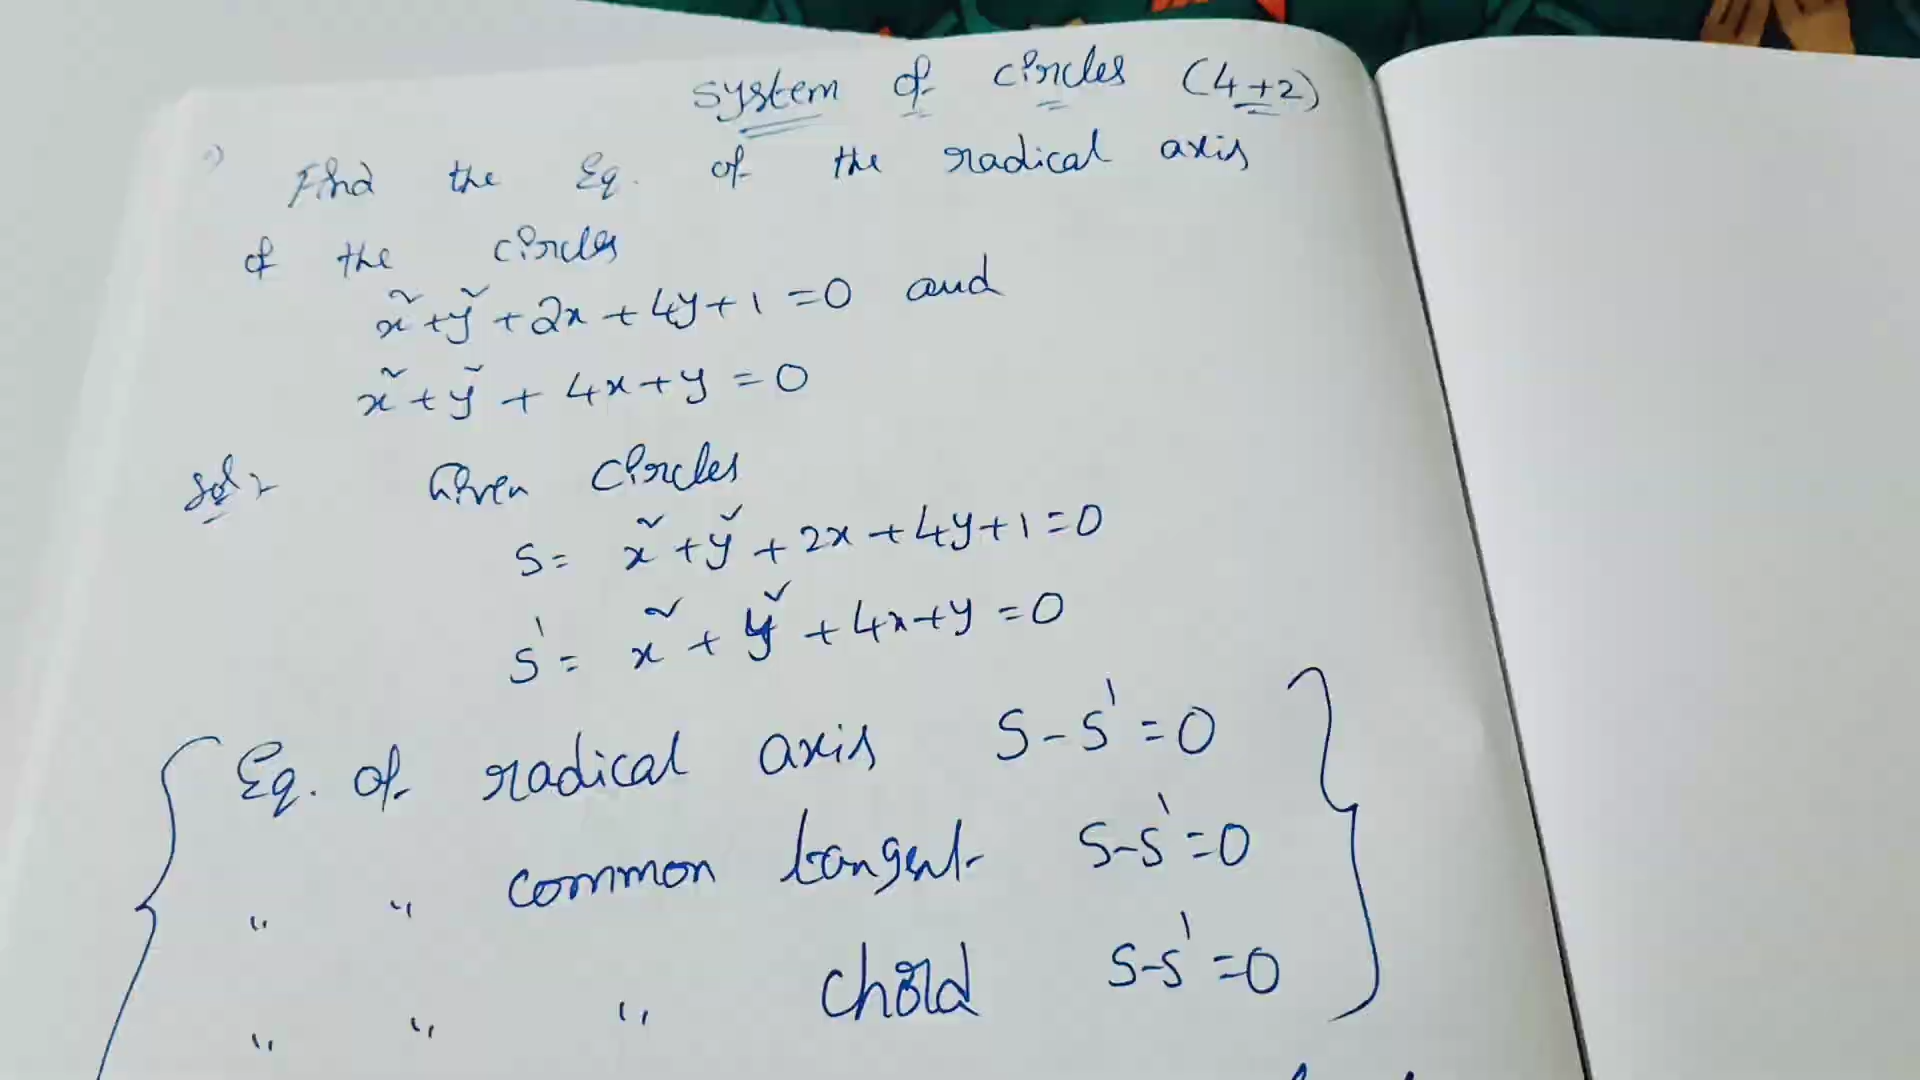 System of circles (4+2)
Find the Eq. of the radical axis
of the circles
x²+y²+2x+4y+1=0 and
x²+y²+4x+y=0
Sol:- Given circles
S= x²+y²+2x+4y+1=0
S'= x²+y²+4x+y=0
Eq. of radical axis S-S'=0
" " common tangent S-S'=0
" " " chord S-S'=0